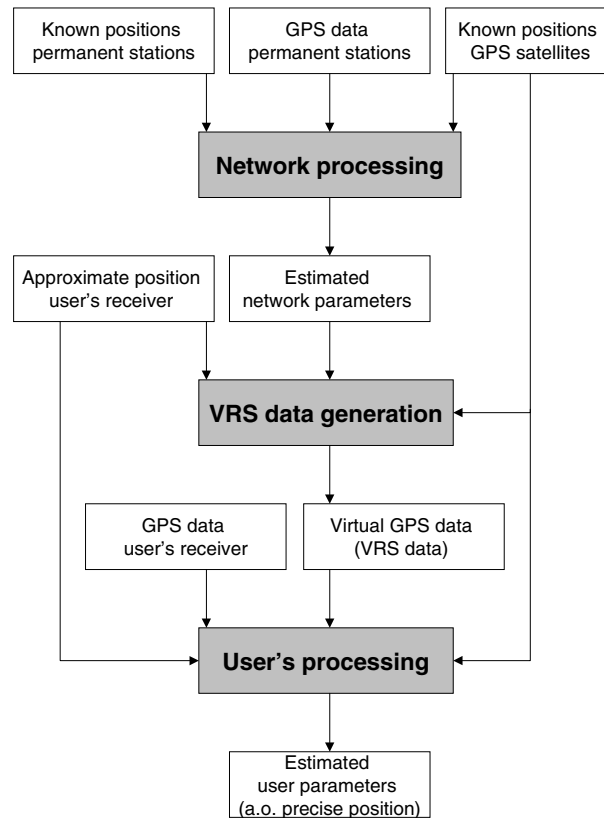 Known positions
permanent stations
GPS data
permanent stations
Known positions
GPS satellites
Network processing
Approximate position
user's receiver
Estimated
network parameters
VRS data generation
GPS data
user's receiver
Virtual GPS data
(VRS data)
User's processing
Estimated
user parameters
(a.o. precise position)